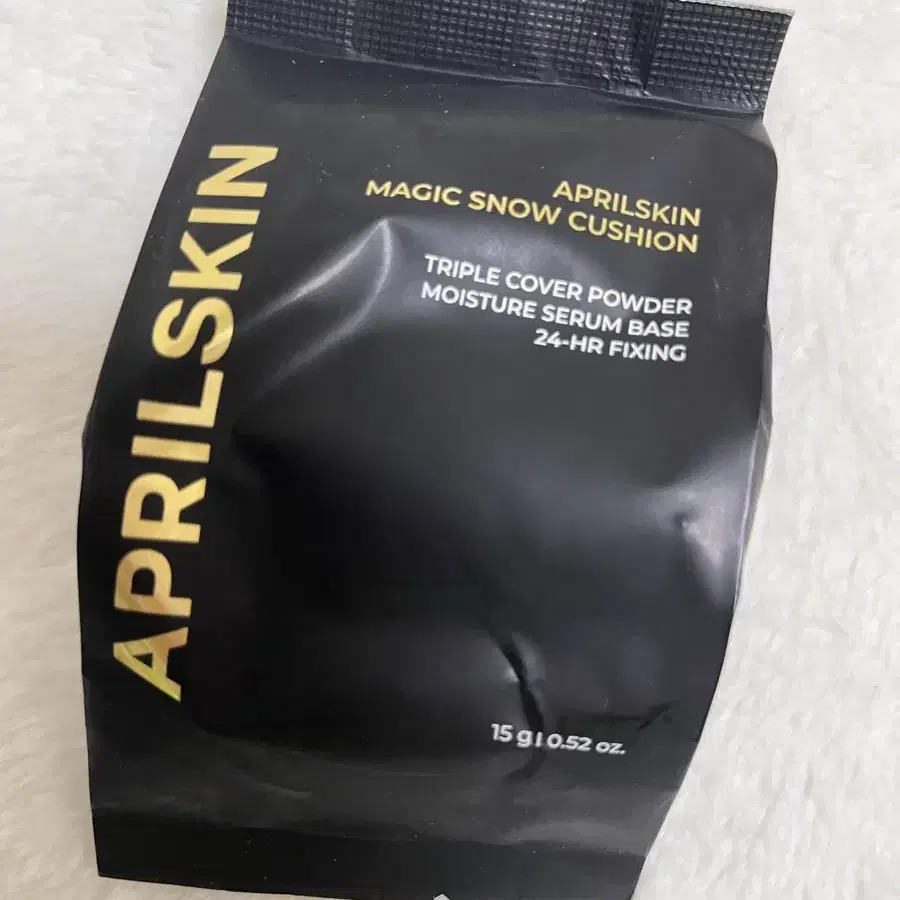 APRILSKIN
APRILSKIN
MAGIC SNOW CUSHION
TRIPLE COVER POWDER
MOISTURE SERUM BASE
24-HR FIXING
15 g | 0.52 oz.